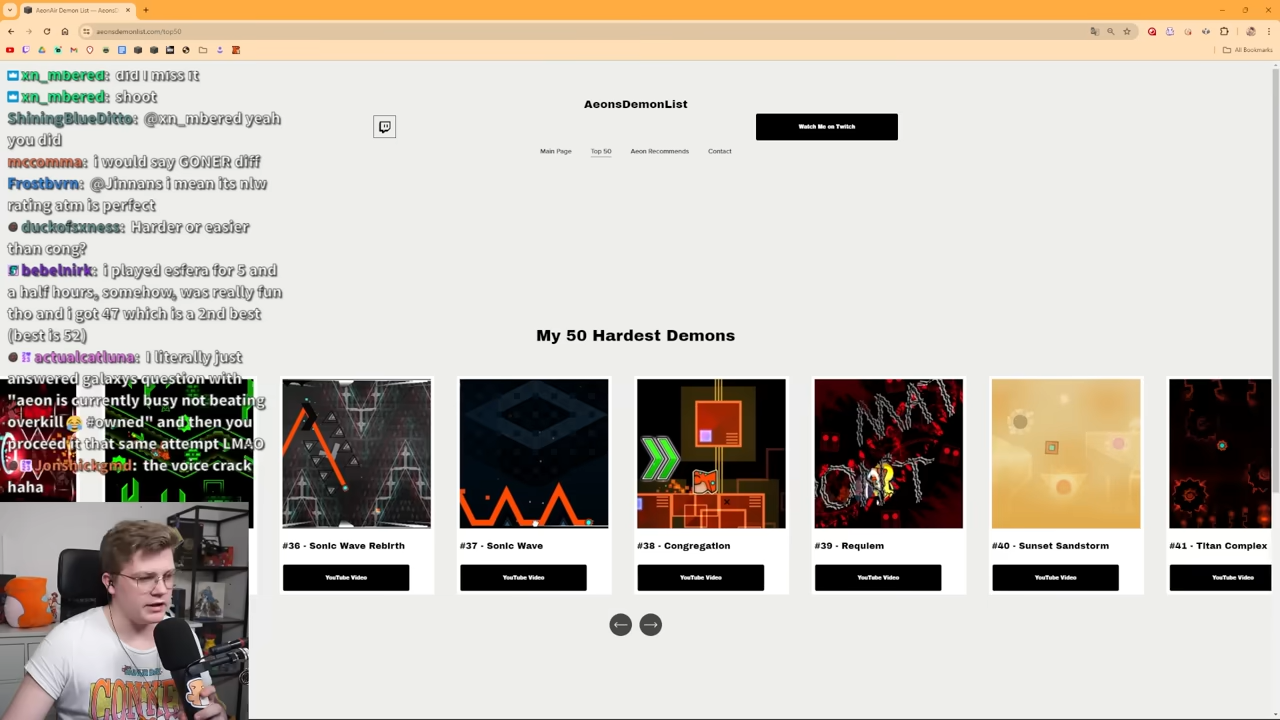 AeonAir Demon List — AeonsD
aeonsdemonlist.com/top50
All Bookmarks
xn_mbered: did I miss it
xn_mbered: shoot
ShiningBlueDitto: @xn_mbered yeah
you did
mccomma: i would say GONER diff
Frostbvrn: @Jinnans i mean its nlw
rating atm is perfect
duckofsxness: Harder or easier
than cong?
bebelnirk: i played esfera for 5 and
a half hours, somehow, was really fun
tho and i got 47 which is a 2nd best
(best is 52)
actualcatluna: I literally just
answered galaxys question with
"aeon is currently busy not beating
overkill 😂 #owned" and then you
proceed it that same attempt LMAO
Jonshickgmd: the voice crack
haha
AeonsDemonList
Watch Me on Twitch
Main Page
Top 50
Aeon Recommends
Contact
My 50 Hardest Demons
#36 - Sonic Wave Rebirth
#37 - Sonic Wave
#38 - Congregation
#39 - Requiem
#40 - Sunset Sandstorm
#41 - Titan Complex
YouTube Video
YouTube Video
YouTube Video
YouTube Video
YouTube Video
YouTube Video